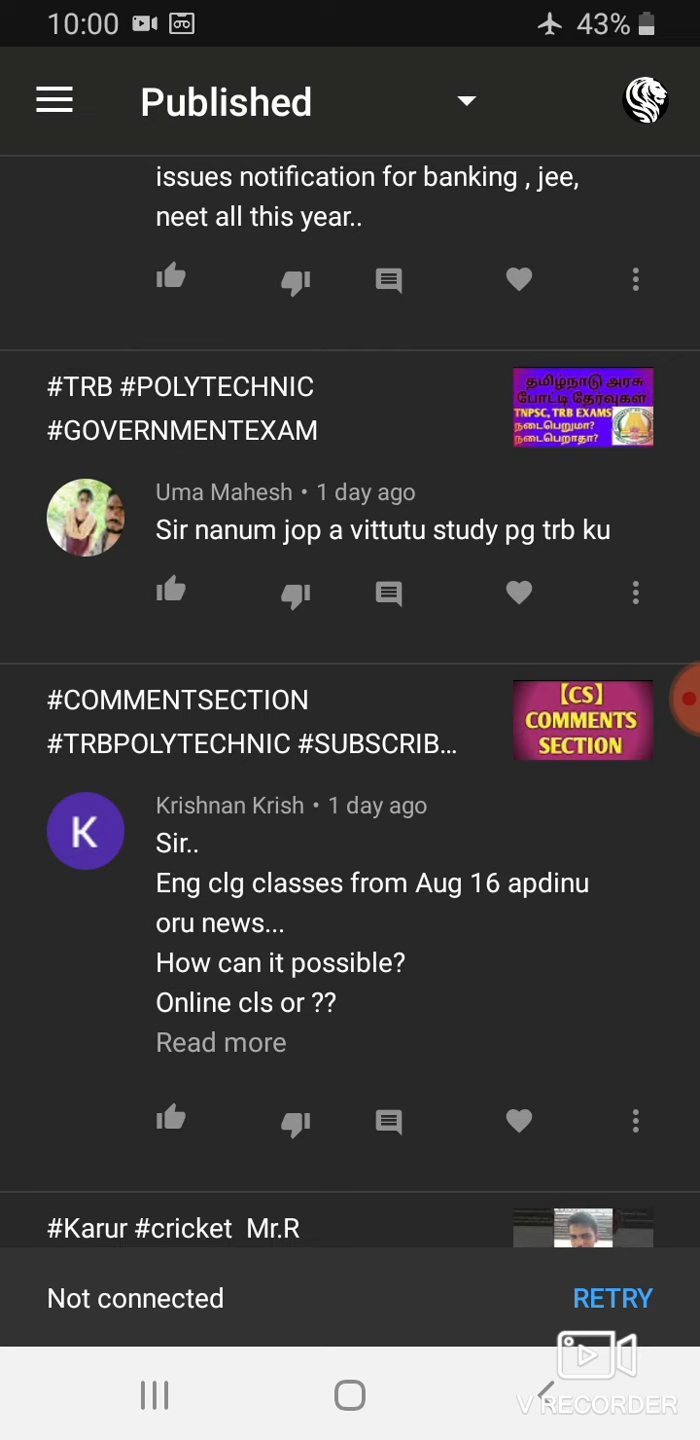 10:00
43%
Published
issues notification for banking , jee,
neet all this year..
#TRB #POLYTECHNIC
#GOVERNMENTEXAM
தமிழ்நாடு அரசு
போட்டி தேர்வுகள்
TNPSC, TRB EXAMS
நடைபெறுமா?
நடைபெறாதா?
Uma Mahesh • 1 day ago
Sir nanum jop a vittutu study pg trb ku
#COMMENTSECTION
#TRBPOLYTECHNIC #SUBSCRIB...
【CS】
COMMENTS
SECTION
K
Krishnan Krish • 1 day ago
Sir..
Eng clg classes from Aug 16 apdinu
oru news...
How can it possible?
Online cls or ??
Read more
#Karur #cricket Mr.R
Not connected
RETRY
V RECORDER